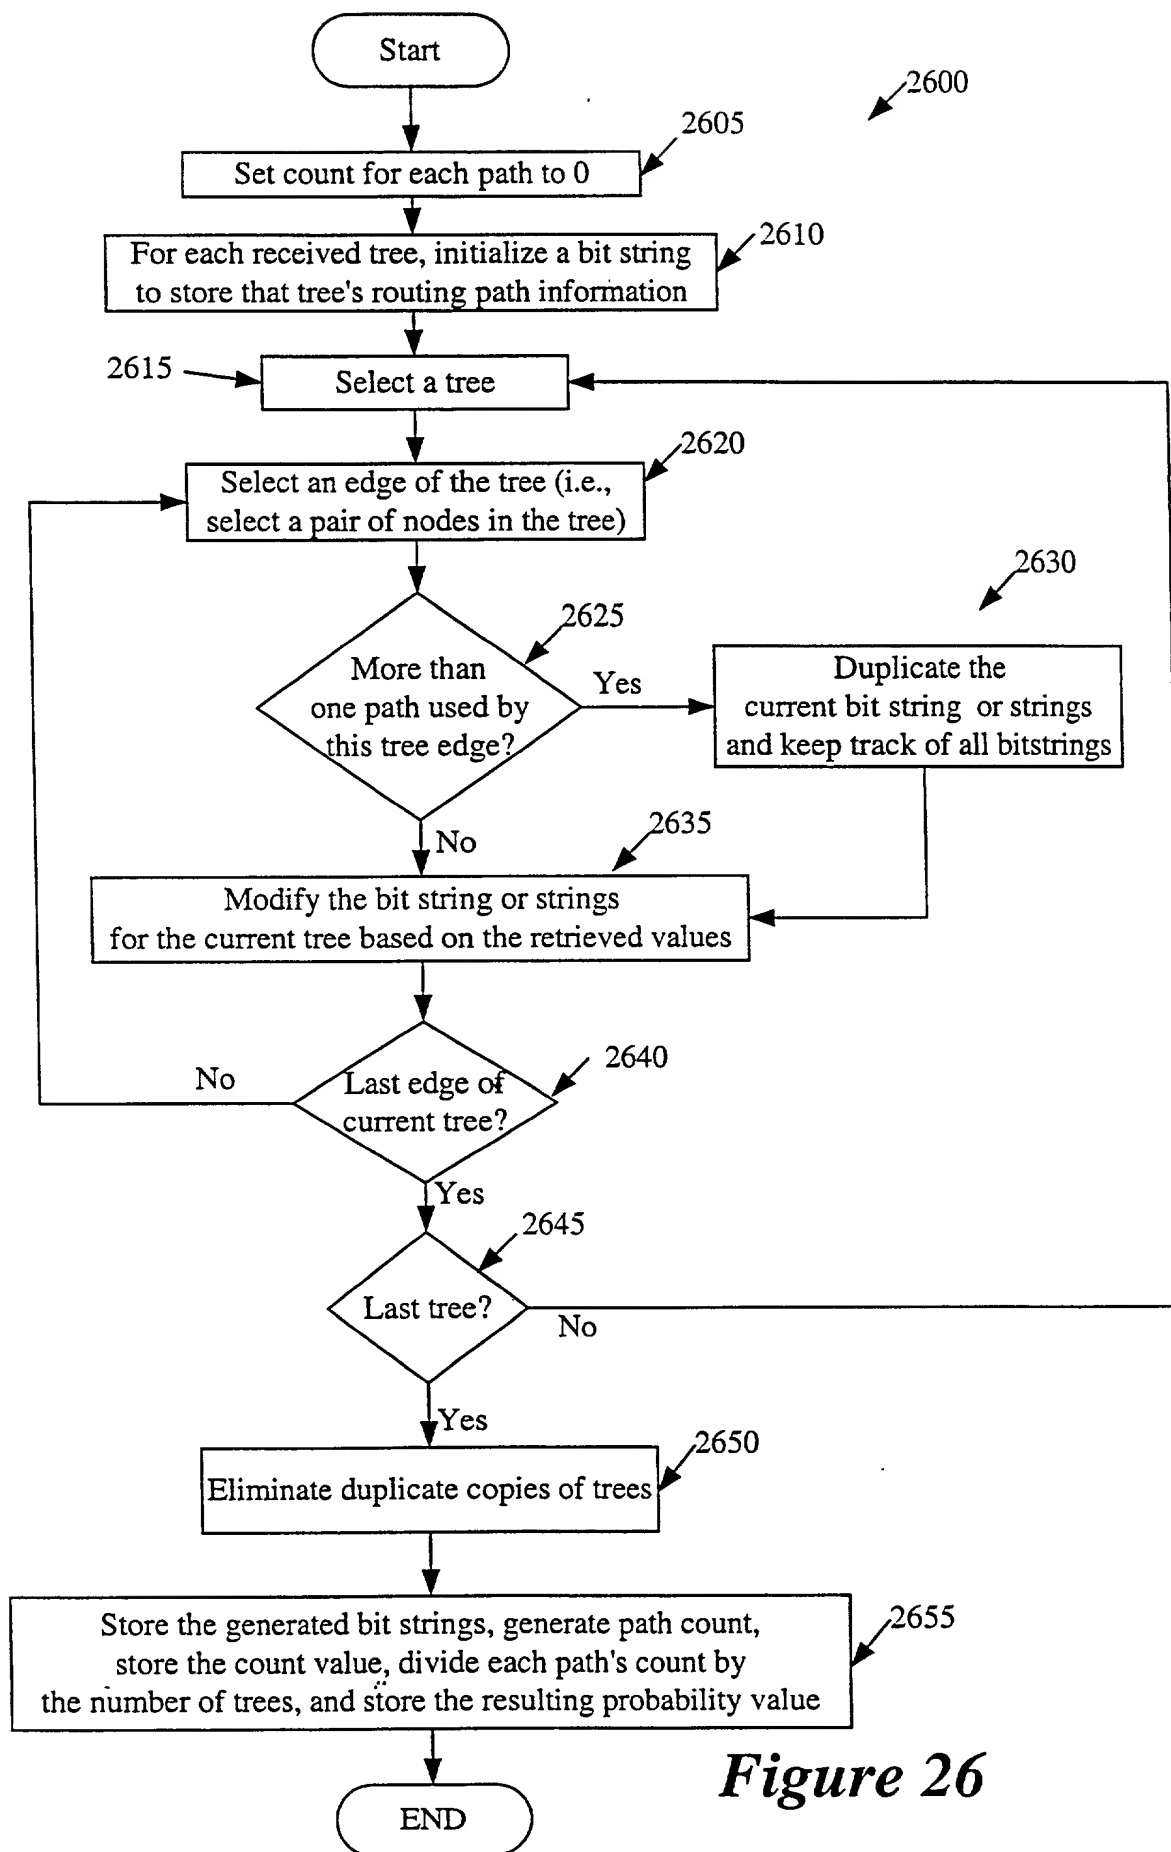 Start
2600
2605
Set count for each path to 0
2610
For each received tree, initialize a bit string
to store that tree's routing path information
2615
Select a tree
2620
Select an edge of the tree (i.e.,
select a pair of nodes in the tree)
2630
2625
More than
one path used by
this tree edge?
Yes
Duplicate the
current bit string or strings
and keep track of all bitstrings
No
2635
Modify the bit string or strings
for the current tree based on the retrieved values
2640
No
Last edge of
current tree?
Yes
2645
Last tree?
No
Yes
2650
Eliminate duplicate copies of trees
2655
Store the generated bit strings, generate path count,
store the count value, divide each path's count by
the number of trees, and store the resulting probability value
Figure 26
END